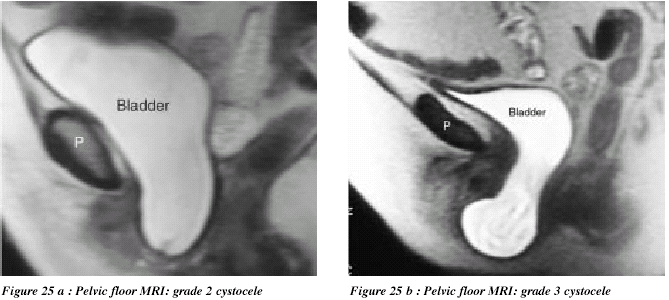 Bladder
P
Bladder
P
Figure 25 a : Pelvic floor MRI: grade 2 cystocele
Figure 25 b : Pelvic floor MRI: grade 3 cystocele